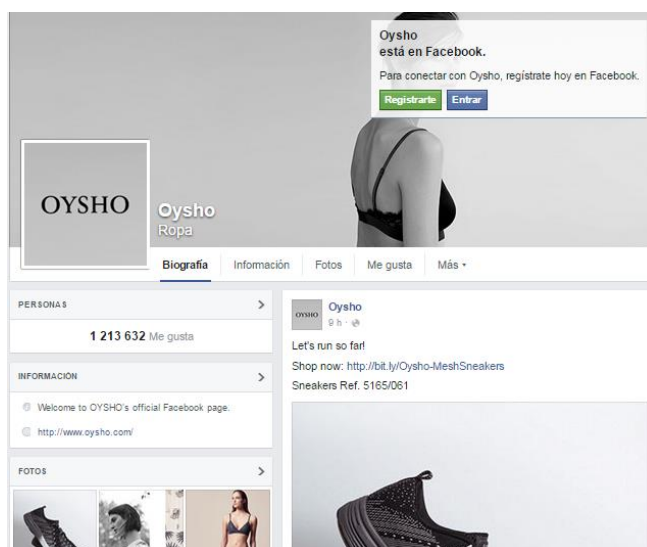 Oysho
está en Facebook.
Para conectar con Oysho, regístrate hoy en Facebook.
Registrarte Entrar
OYSHO
Oysho
Ropa
Biografía Información Fotos Me gusta Más
PERSONAS
1 213 632 Me gusta
INFORMACIÓN
Welcome to OYSHO's official Facebook page.
http://www.oysho.com/
FOTOS
OYSHO
Oysho
9 h
Let's run so far!
Shop now: http://bit.ly/Oysho-MeshSneakers
Sneakers Ref. 5165/061